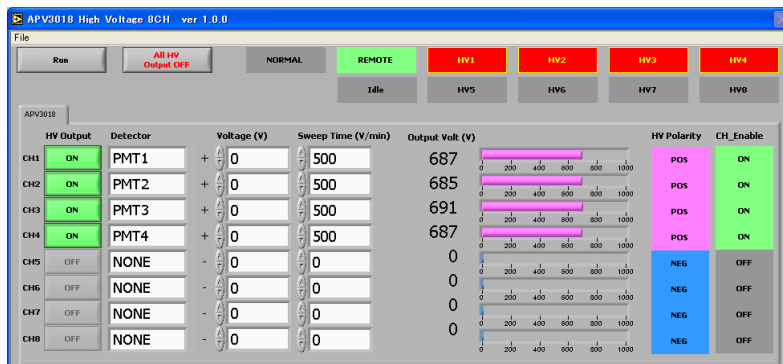 APV3018 High Voltage 8CH ver 1.0.0
File
Run All HV Output OFF NORMAL REMOTE HV1 HV2 HV3 HV4
Idle HV5 HV6 HV7 HV8
APV3018
HV Output Detector Voltage (V) Sweep Time (V/min) Output Volt (V) HV Polarity CH_Enable
CH1 ON PMT1 + 0 500 687 POS ON
0 200 400 600 800 1000
CH2 ON PMT2 + 0 500 685 POS ON
0 200 400 600 800 1000
CH3 ON PMT3 + 0 500 691 POS ON
0 200 400 600 800 1000
CH4 ON PMT4 + 0 500 687 POS ON
0 200 400 600 800 1000
CH5 OFF NONE - 0 0 0 NEG OFF
0 200 400 600 800 1000
CH6 OFF NONE - 0 0 0 NEG OFF
0 200 400 600 800 1000
CH7 OFF NONE - 0 0 0 NEG OFF
0 200 400 600 800 1000
CH8 OFF NONE - 0 0 0 NEG OFF
0 200 400 600 800 1000